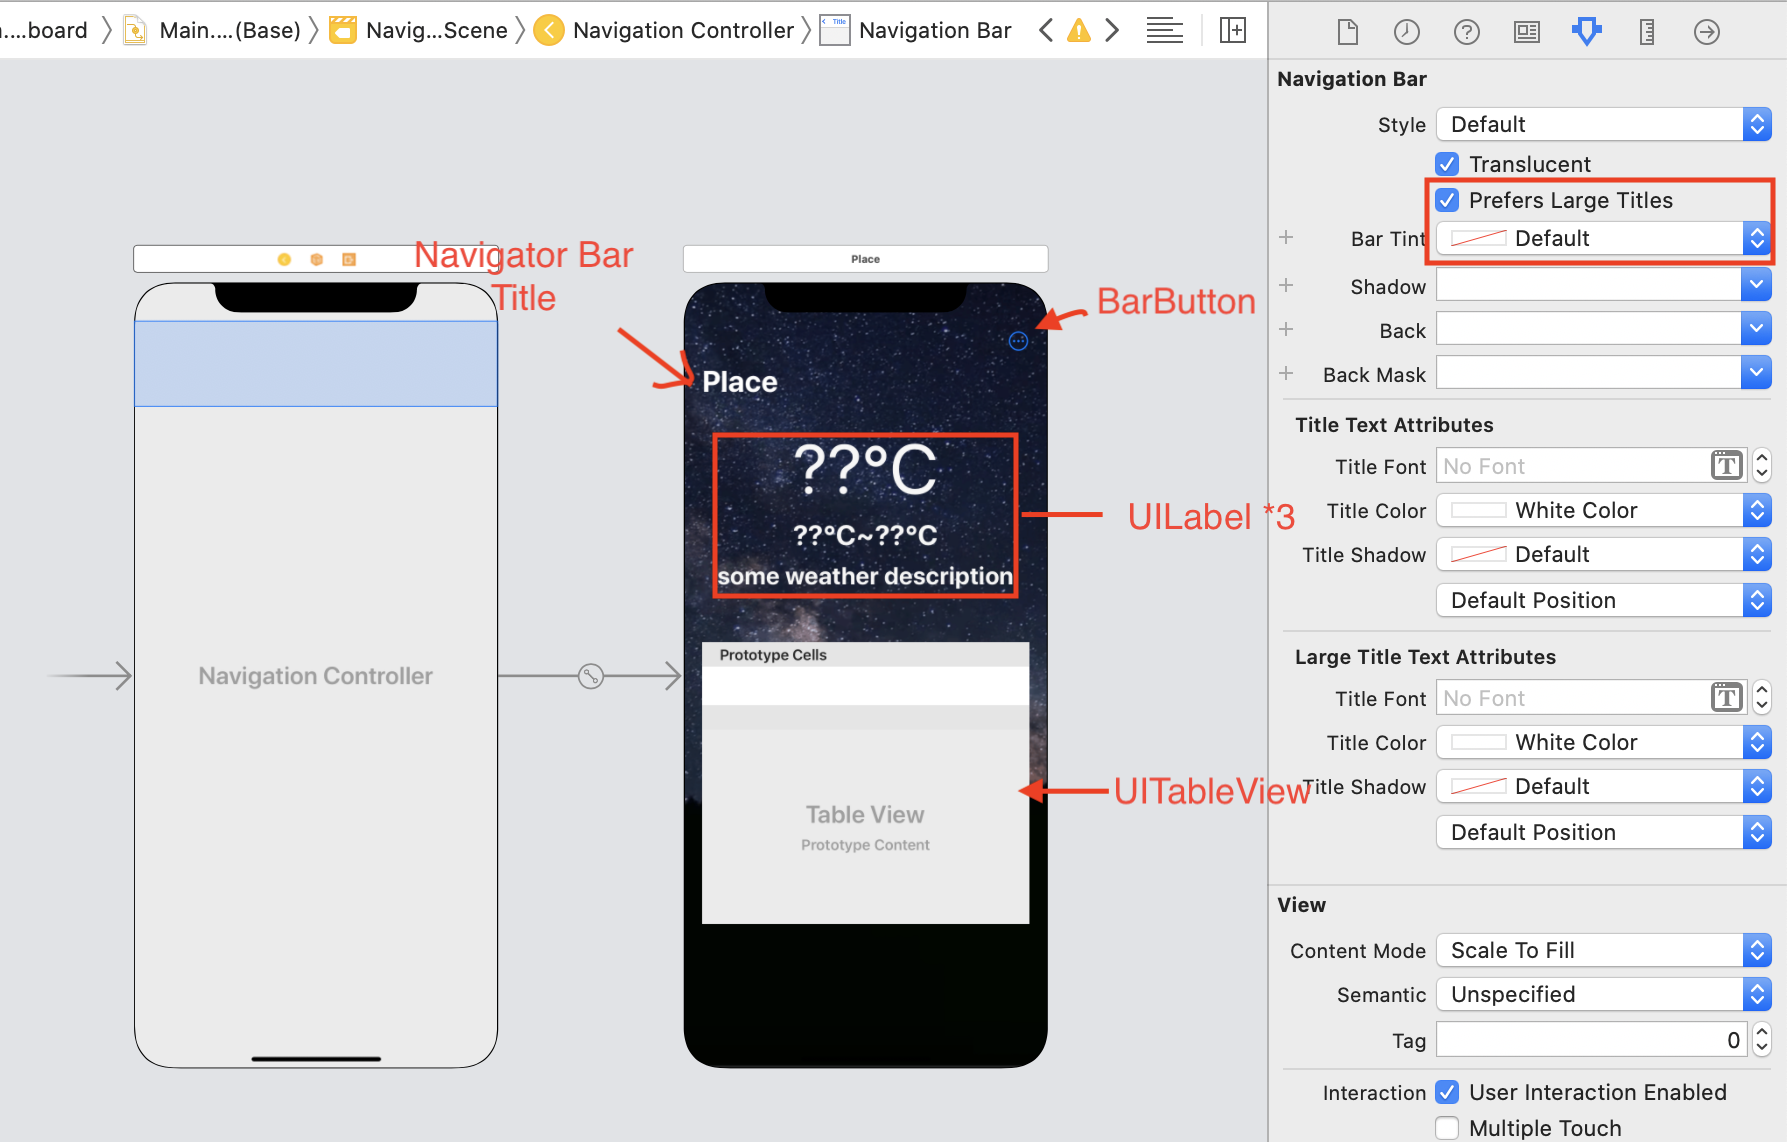 ....board
Main....(Base)
Navig...Scene
Navigation Controller
Title
Navigation Bar
Navigator Bar
Title
Place
BarButton
Place
??°C
??°C~??°C
some weather description
UILabel *3
Navigation Controller
Prototype Cells
Table View
Prototype Content
UITableView
Navigation Bar
Style Default
Translucent
Prefers Large Titles
Bar Tint Default
Shadow
Back
Back Mask
Title Text Attributes
Title Font No Font T
Title Color White Color
Title Shadow Default
Default Position
Large Title Text Attributes
Title Font No Font T
Title Color White Color
Title Shadow Default
Default Position
View
Content Mode Scale To Fill
Semantic Unspecified
Tag 0
Interaction User Interaction Enabled
Multiple Touch